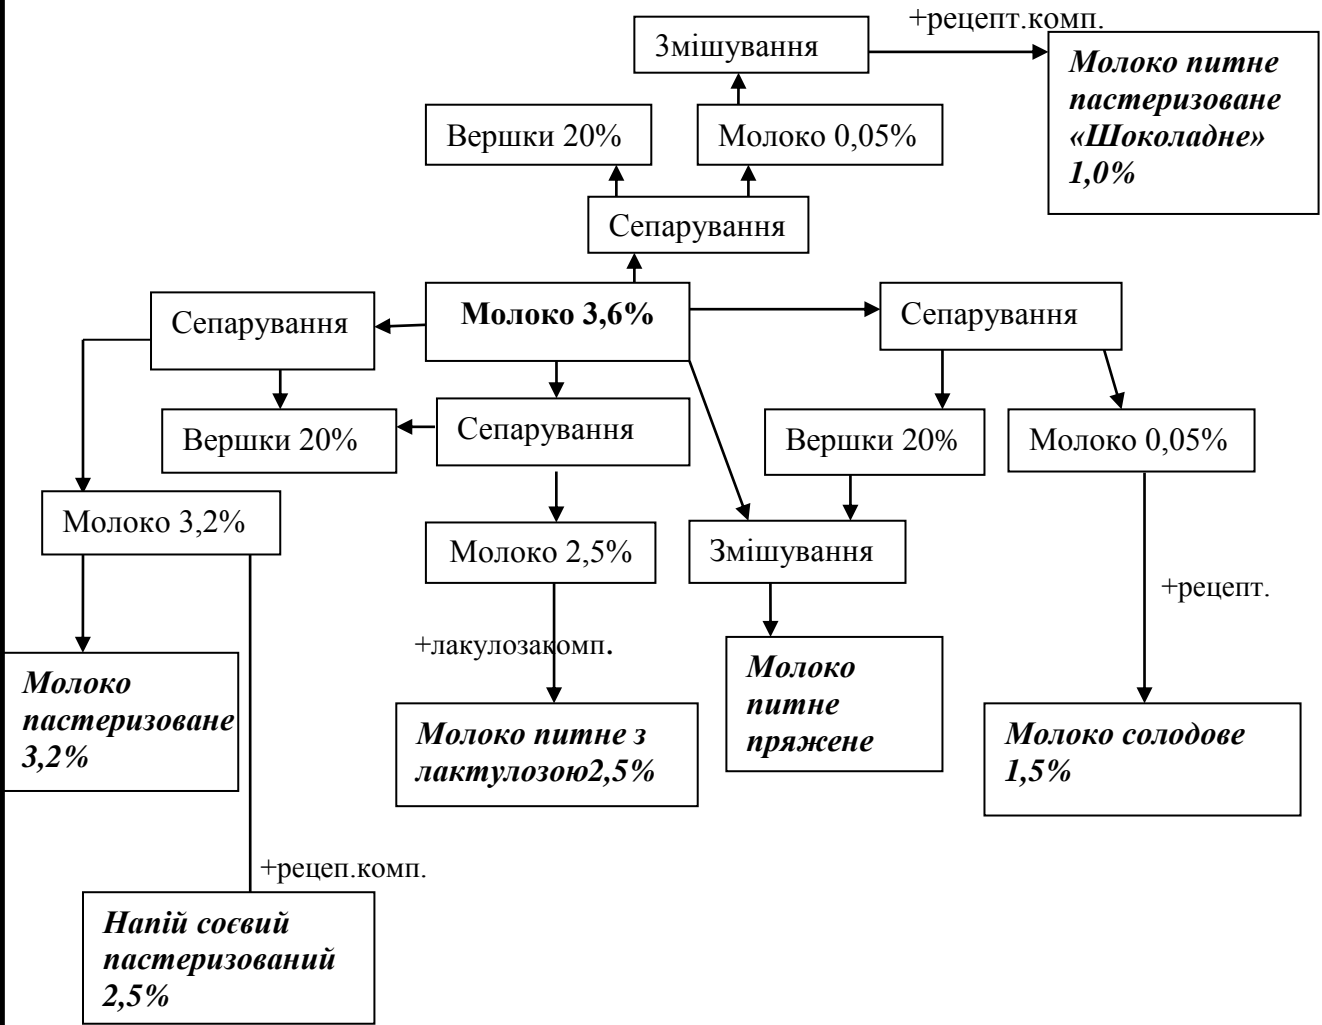 +рецепт.комп.
Змішування
Молоко питне
пастеризоване
«Шоколадне»
1,0%
Вершки 20%
Молоко 0,05%
Сепарування
Сепарування
Молоко 3,6%
Сепарування
Вершки 20%
Сепарування
Вершки 20%
Молоко 0,05%
Молоко 3,2%
Молоко 2,5%
Змішування
+рецепт.
+лакулозакомп.
Молоко
пастеризоване
3,2%
Молоко питне з
лактулозою2,5%
Молоко
питне
пряжене
Молоко солодове
1,5%
+рецеп.комп.
Напій соєвий
пастеризований
2,5%